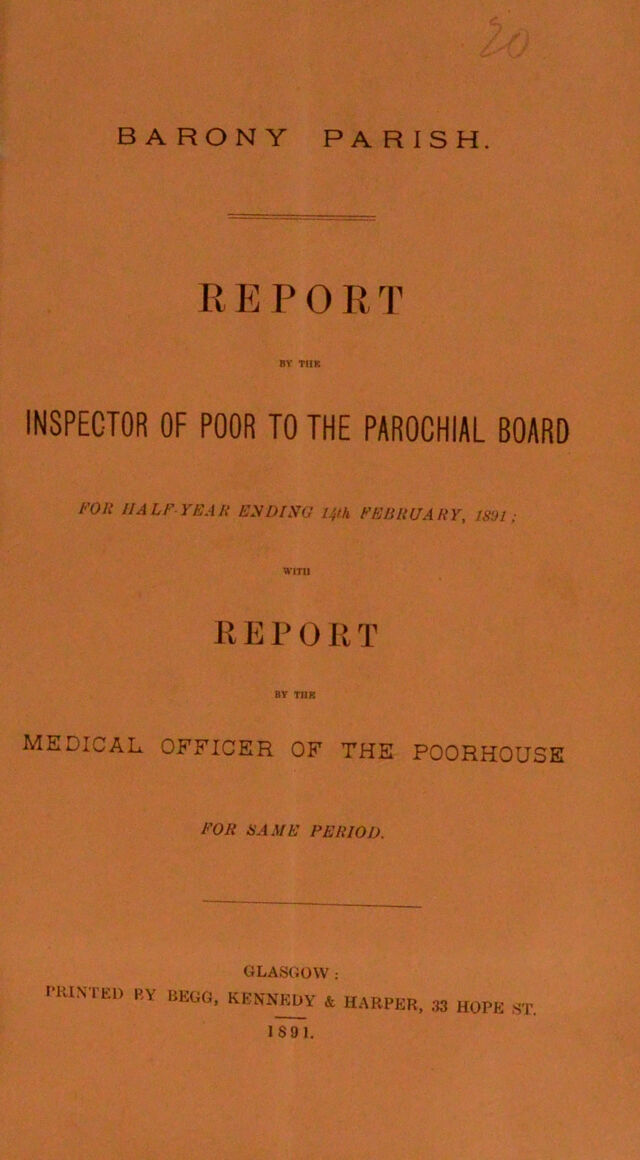 20
BARONY PARISH.
REPORT
BY THE
INSPECTOR OF POOR TO THE PAROCHIAL BOARD
FOR HALF-YEAR ENDING 14th FEBRUARY, 1891;
WITH
REPORT
BY THE
MEDICAL OFFICER OF THE POORHOUSE
FOR SAME PERIOD.
GLASGOW:
PRINTED BY BEGG, KENNEDY & HARPER, 33 HOPE ST.
1891.